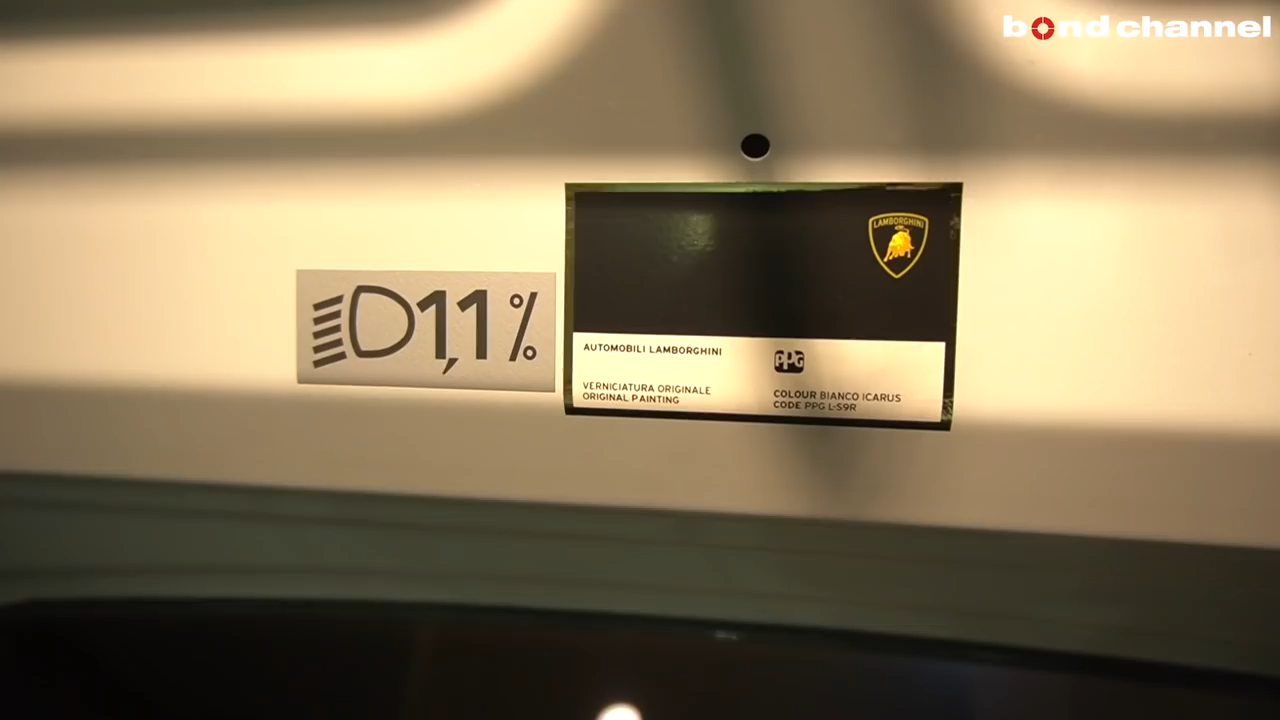 bond channel
LAMBORGHINI
1,1%
AUTOMOBILI LAMBORGHINI
PPG
VERNICIATURA ORIGINALE
ORIGINAL PAINTING
COLOUR BIANCO ICARUS
CODE PPG L-S9R